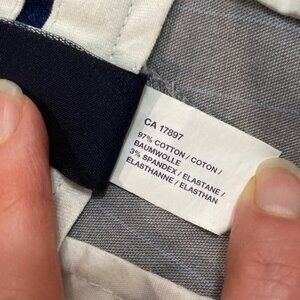 CA 17897
97% COTTON / COTON /
BAUMWOLLE
3% SPANDEX / ELASTANE /
ELASTHANNE / ELASTHAN